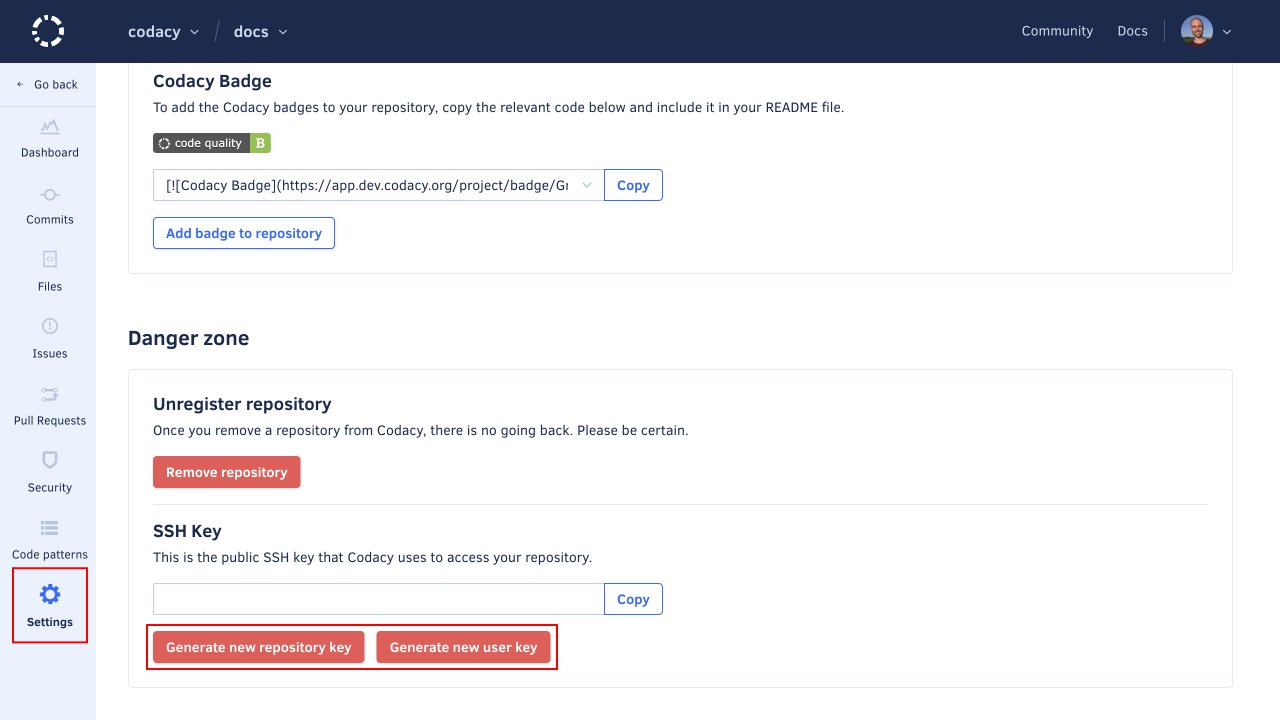 codacy / docs
Community Docs
Go back
Dashboard
Commits
Files
Issues
Pull Requests
Security
Code patterns
Settings
Codacy Badge
To add the Codacy badges to your repository, copy the relevant code below and include it in your README file.
code quality B
[![Codacy Badge](https://app.dev.codacy.org/project/badge/Gr
Copy
Add badge to repository
Danger zone
Unregister repository
Once you remove a repository from Codacy, there is no going back. Please be certain.
Remove repository
SSH Key
This is the public SSH key that Codacy uses to access your repository.
Copy
Generate new repository key
Generate new user key